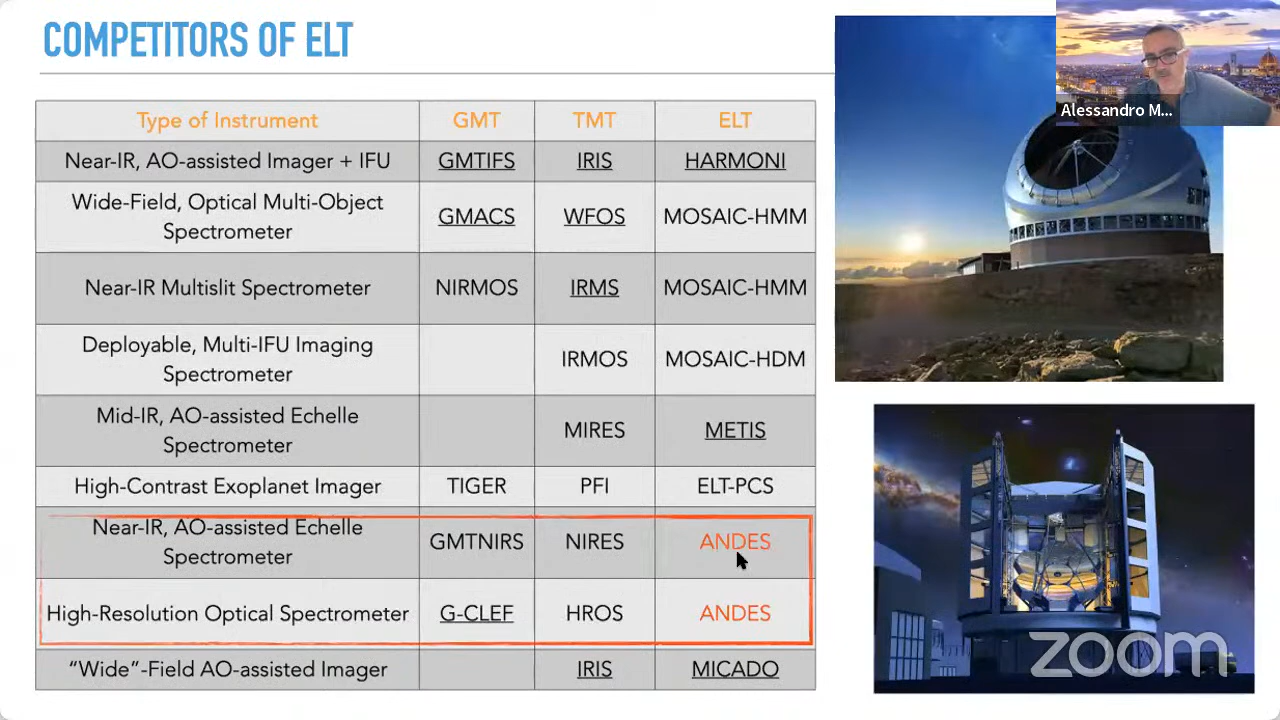 COMPETITORS OF ELT
Alessandro M...
Type of Instrument GMT TMT ELT
Near-IR, AO-assisted Imager + IFU GMTIFS IRIS HARMONI
Wide-Field, Optical Multi-Object
Spectrometer GMACS WFOS MOSAIC-HMM
Near-IR Multislit Spectrometer NIRMOS IRMS MOSAIC-HMM
Deployable, Multi-IFU Imaging
Spectrometer IRMOS MOSAIC-HDM
Mid-IR, AO-assisted Echelle
Spectrometer MIRES METIS
High-Contrast Exoplanet Imager TIGER PFI ELT-PCS
Near-IR, AO-assisted Echelle
Spectrometer GMTNIRS NIRES ANDES
High-Resolution Optical Spectrometer G-CLEF HROS ANDES
“Wide”-Field AO-assisted Imager IRIS MICADO
zoom